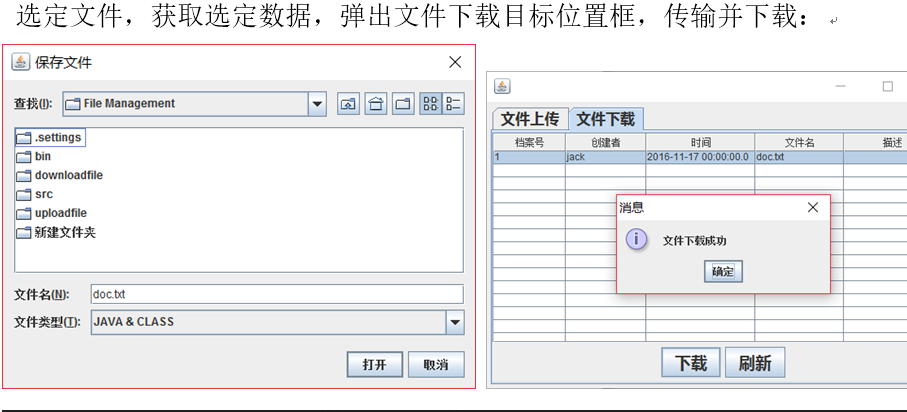 选定文件，获取选定数据，弹出文件下载目标位置框，传输并下载：
保存文件
查找(I):
File Management
.settings
bin
downloadfile
src
uploadfile
新建文件夹
文件名(N):
doc.txt
文件类型(T):
JAVA & CLASS
打开
取消
文件上传 文件下载
档案号 创建者 时间 文件名 描述
1 jack 2016-11-17 00:00:00.0 doc.txt
消息
文件下载成功
确定
下载 刷新